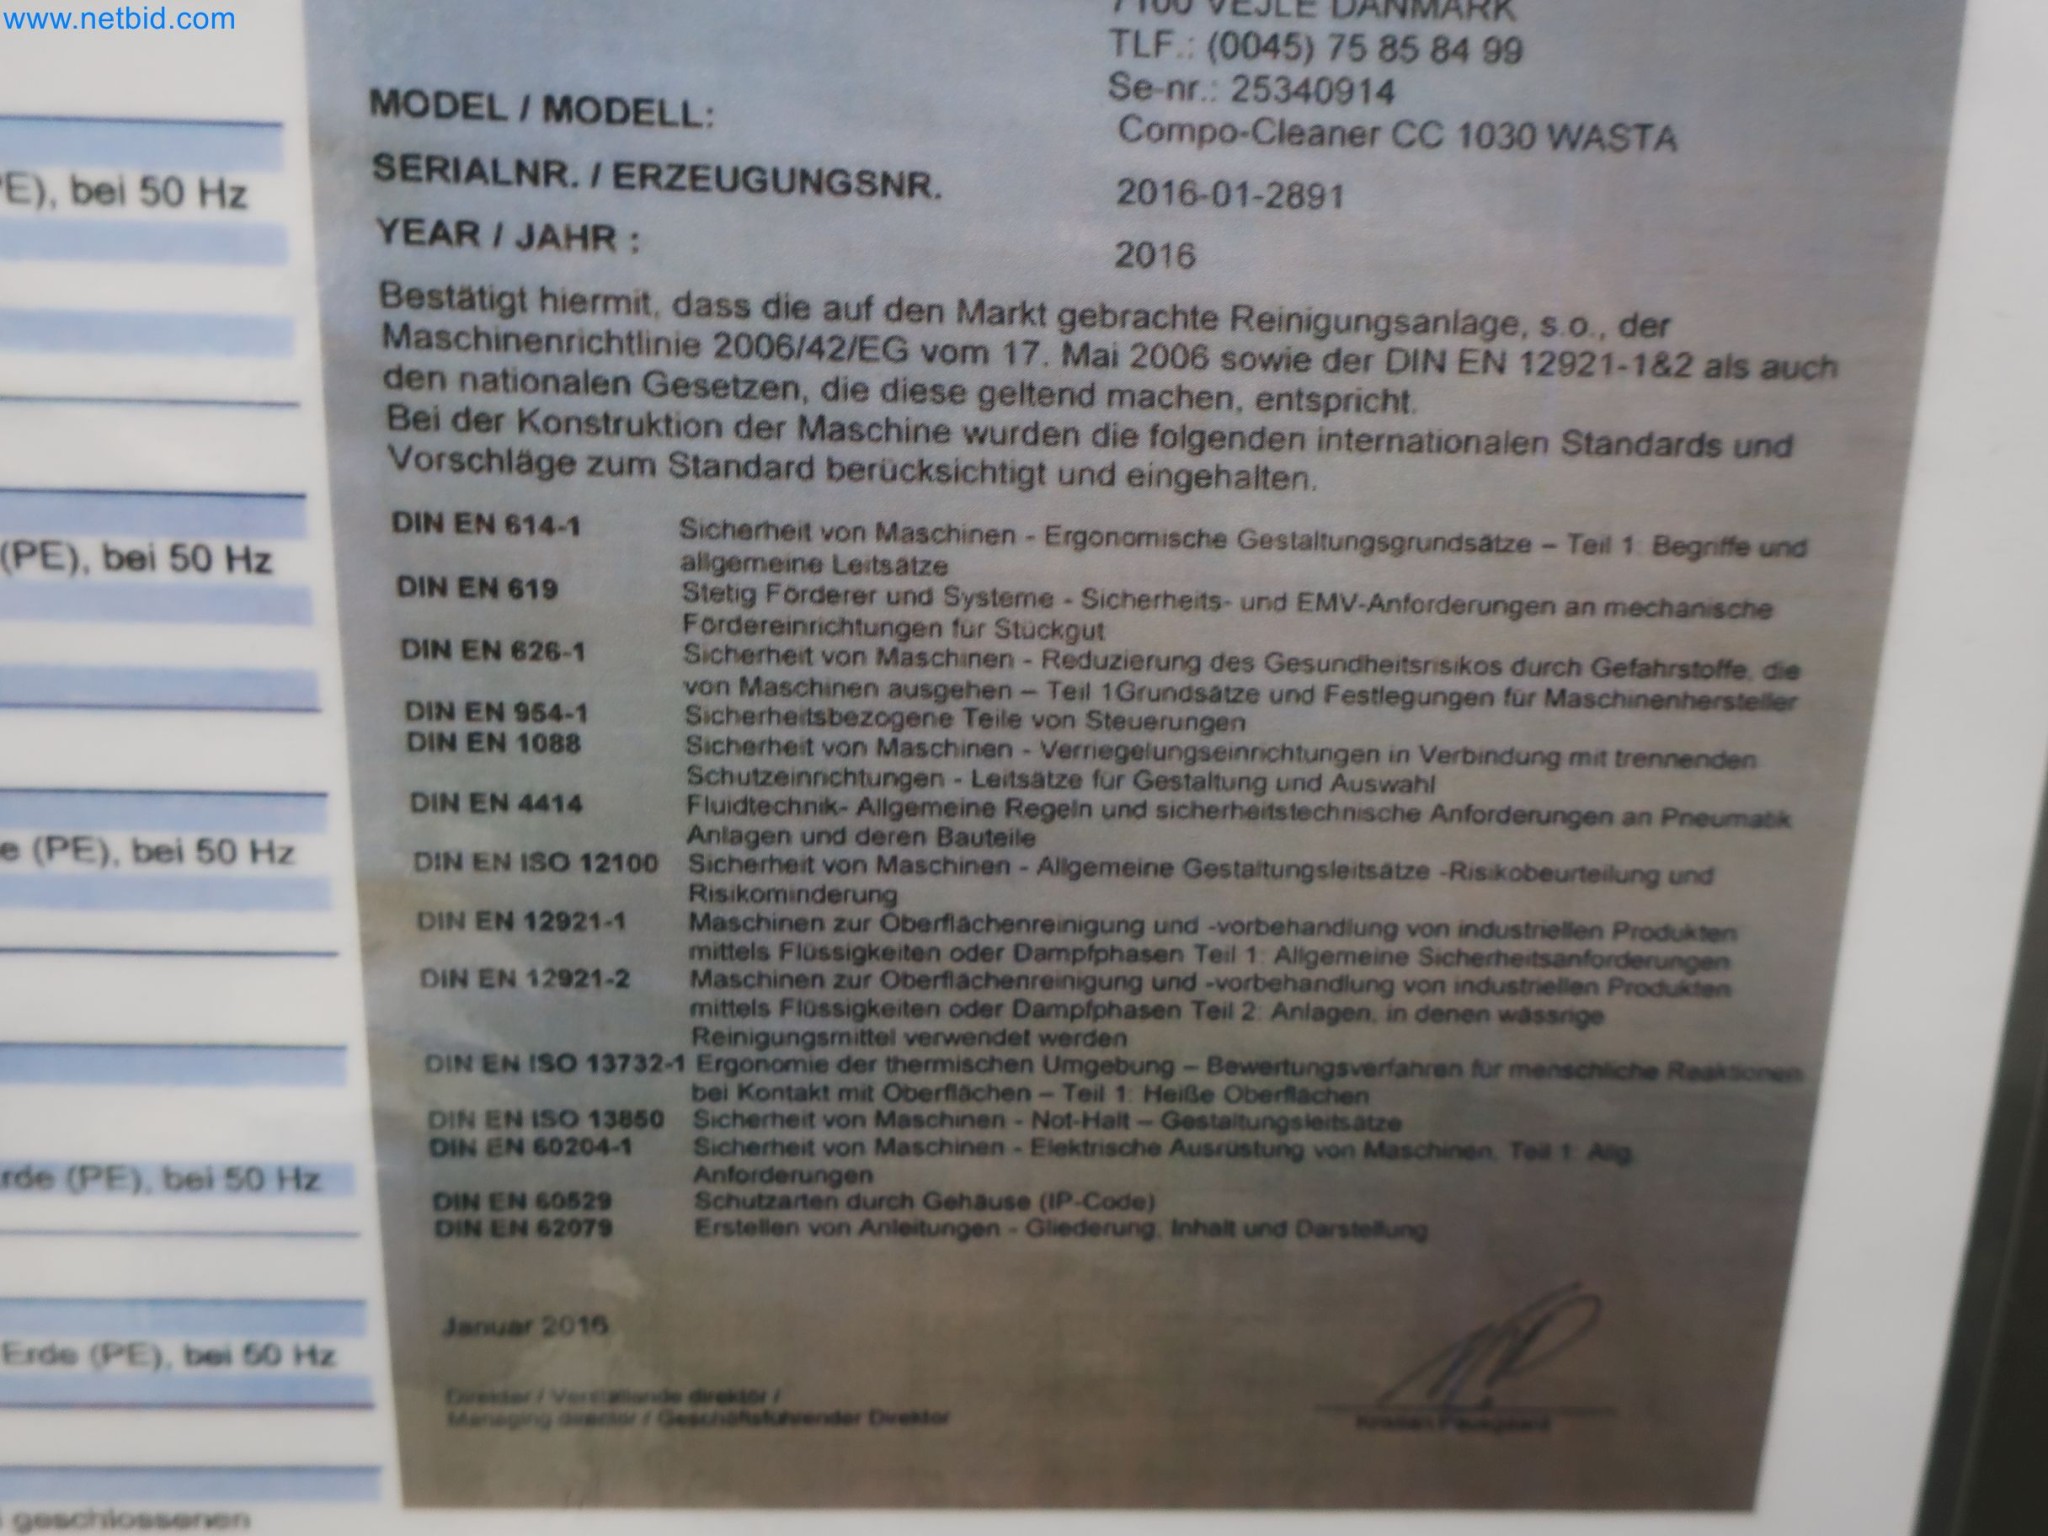 www.netbid.com
7100 VEJLE DANMARK
TLF.: (0045) 75 85 84 99
Se-nr.: 25340914
MODEL / MODELL:
Compo-Cleaner CC 1030 WASTA
SERIALNR. / ERZEUGUNGSNR.
2016-01-2891
YEAR / JAHR :
2016
Bestätigt hiermit, dass die auf den Markt gebrachte Reinigungsanlage, s.o., der
Maschinenrichtlinie 2006/42/EG vom 17. Mai 2006 sowie der DIN EN 12921-1&2 als auch
den nationalen Gesetzen, die diese geltend machen, entspricht.
Bei der Konstruktion der Maschine wurden die folgenden internationalen Standards und
Vorschläge zum Standard berücksichtigt und eingehalten.
DIN EN 614-1 Sicherheit von Maschinen - Ergonomische Gestaltungsgrundsätze – Teil 1: Begriffe und
allgemeine Leitsätze
DIN EN 619 Stetig Förderer und Systeme - Sicherheits- und EMV-Anforderungen an mechanische
Fördereinrichtungen für Stückgut
DIN EN 626-1 Sicherheit von Maschinen - Reduzierung des Gesundheitsrisikos durch Gefahrstoffe, die
von Maschinen ausgehen – Teil 1Grundsätze und Festlegungen für Maschinenhersteller
DIN EN 954-1 Sicherheitsbezogene Teile von Steuerungen
DIN EN 1088 Sicherheit von Maschinen - Verriegelungseinrichtungen in Verbindung mit trennenden
Schutzeinrichtungen - Leitsätze für Gestaltung und Auswahl
DIN EN 4414 Fluidtechnik- Allgemeine Regeln und sicherheitstechnische Anforderungen an Pneumatik
Anlagen und deren Bauteile
DIN EN ISO 12100 Sicherheit von Maschinen - Allgemeine Gestaltungsleitsätze -Risikobeurteilung und
Risikominderung
DIN EN 12921-1 Maschinen zur Oberflächenreinigung und -vorbehandlung von industriellen Produkten
mittels Flüssigkeiten oder Dampfphasen Teil 1: Allgemeine Sicherheitsanforderungen
DIN EN 12921-2 Maschinen zur Oberflächenreinigung und -vorbehandlung von industriellen Produkten
mittels Flüssigkeiten oder Dampfphasen Teil 2: Anlagen, in denen wässrige
Reinigungsmittel verwendet werden
DIN EN ISO 13732-1 Ergonomie der thermischen Umgebung – Bewertungsverfahren für menschliche Reaktionen
bei Kontakt mit Oberflächen – Teil 1: Heiße Oberflächen
DIN EN ISO 13850 Sicherheit von Maschinen - Not-Halt – Gestaltungsleitsätze
DIN EN 60204-1 Sicherheit von Maschinen - Elektrische Ausrüstung von Maschinen, Teil 1: Allg.
Anforderungen
DIN EN 60529 Schutzarten durch Gehäuse (IP-Code)
DIN EN 62079 Erstellen von Anleitungen - Gliederung, Inhalt und Darstellung
Januar 2016
Direktør / direktör /
Managing director / Geschäftsführender Direktor
PE), bei 50 Hz
(PE), bei 50 Hz
e (PE), bei 50 Hz
rde (PE), bei 50 Hz
Erde (PE), bei 50 Hz
geschlossenen